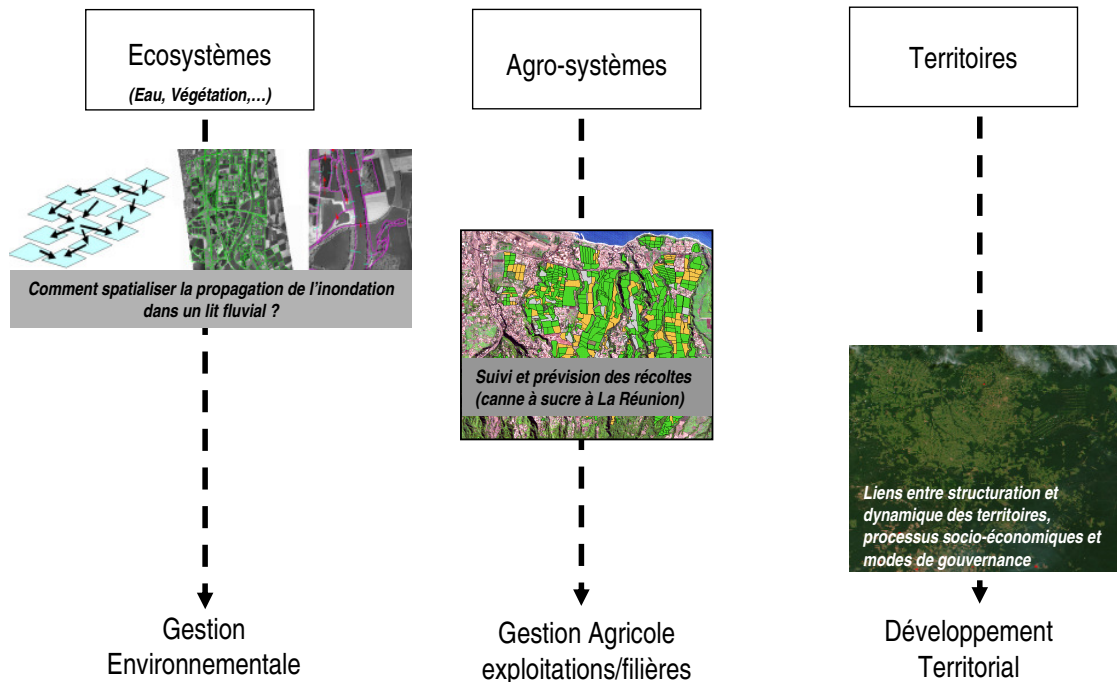 Ecosystèmes
(Eau, Végétation,...)
Agro-systèmes
Territoires
Comment spatialiser la propagation de l'inondation
dans un lit fluvial ?
Suivi et prévision des récoltes
(canne à sucre à La Réunion)
Liens entre structuration et
dynamique des territoires,
processus socio-économiques et
modes de gouvernance
Gestion
Environnementale
Gestion Agricole
exploitations/filières
Développement
Territorial